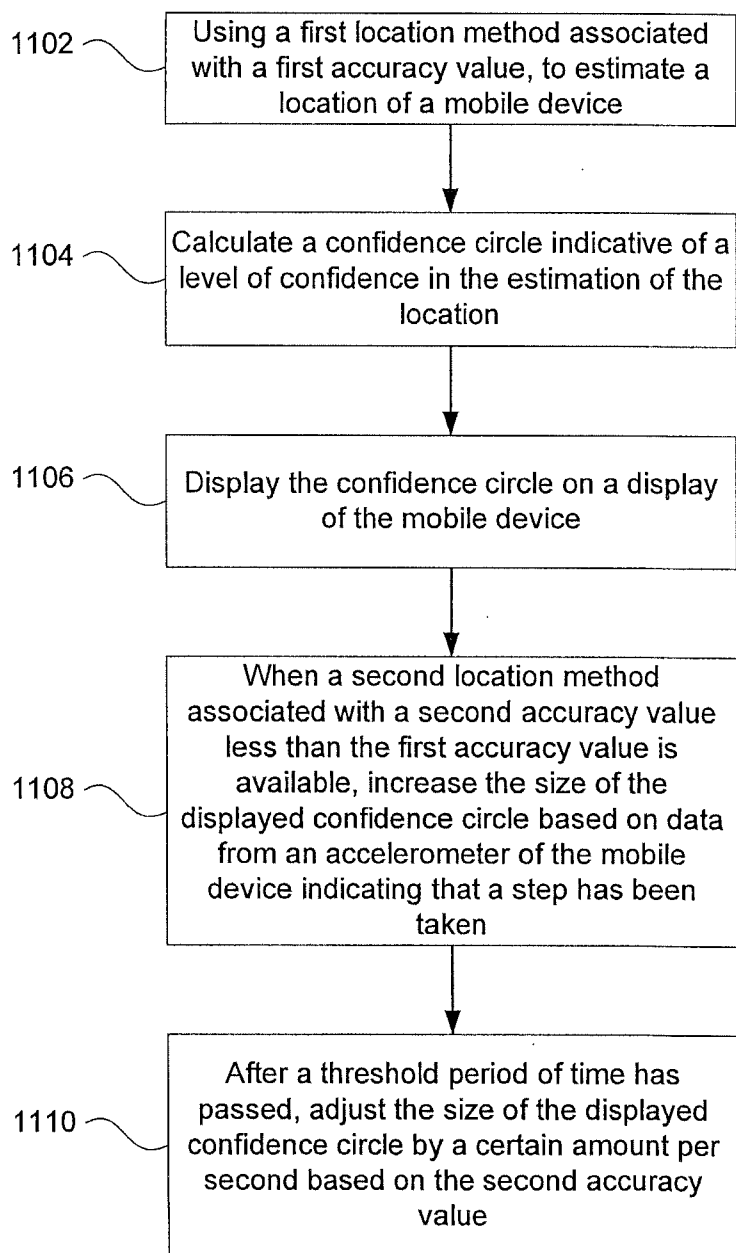 1102
Using a first location method associated
with a first accuracy value, to estimate a
location of a mobile device
1104
Calculate a confidence circle indicative of a
level of confidence in the estimation of the
location
1106
Display the confidence circle on a display
of the mobile device
1108
When a second location method
associated with a second accuracy value
less than the first accuracy value is
available, increase the size of the
displayed confidence circle based on data
from an accelerometer of the mobile
device indicating that a step has been
taken
1110
After a threshold period of time has
passed, adjust the size of the displayed
confidence circle by a certain amount per
second based on the second accuracy
value